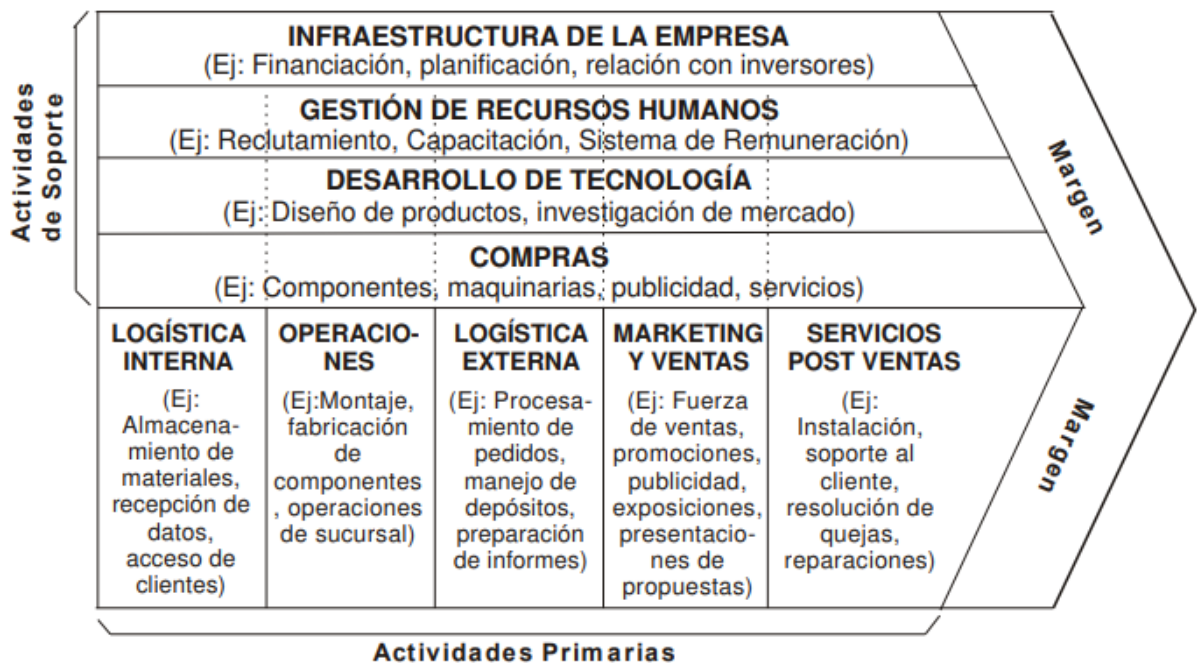 Actividades
de Soporte
INFRAESTRUCTURA DE LA EMPRESA
(Ej: Financiación, planificación, relación con inversores)
GESTIÓN DE RECURSOS HUMANOS
(Ej: Reclutamiento, Capacitación, Sistema de Remuneración)
DESARROLLO DE TECNOLOGÍA
(Ej: Diseño de productos, investigación de mercado)
COMPRAS
(Ej: Componentes, maquinarias, publicidad, servicios)
Margen
LOGÍSTICA
INTERNA
(Ej:
Almacena-
miento de
materiales,
recepción de
datos,
acceso de
clientes)
OPERACIO-
NES
(Ej:Montaje,
fabricación
de
componentes
, operaciones
de sucursal)
LOGÍSTICA
EXTERNA
(Ej: Procesa-
miento de
pedidos,
manejo de
depósitos,
preparación
de informes)
MARKETING
Y VENTAS
(Ej: Fuerza
de ventas,
promociones,
publicidad,
exposiciones,
presentacio-
nes de
propuestas)
SERVICIOS
POST VENTAS
(Ej:
Instalación,
soporte al
cliente,
resolución de
quejas,
reparaciones)
Margen
Actividades Primarias